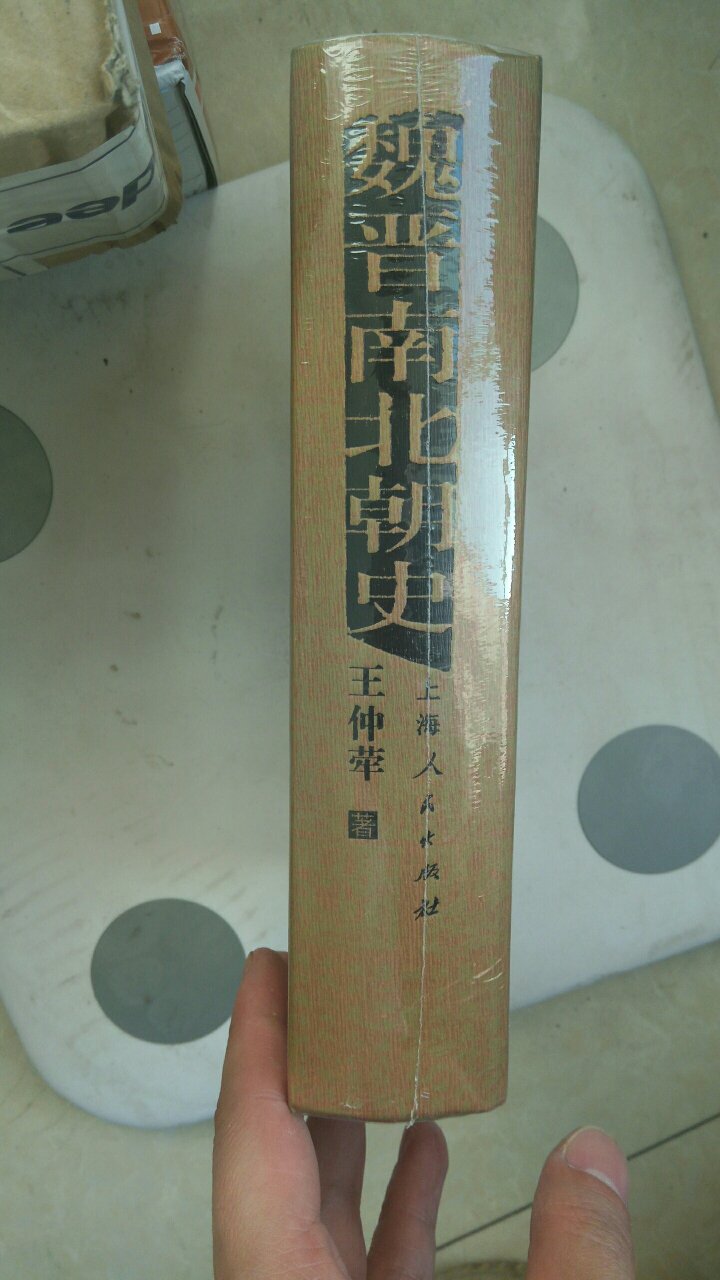 魏晋南北朝史
王仲荦
著
上海人民出版社